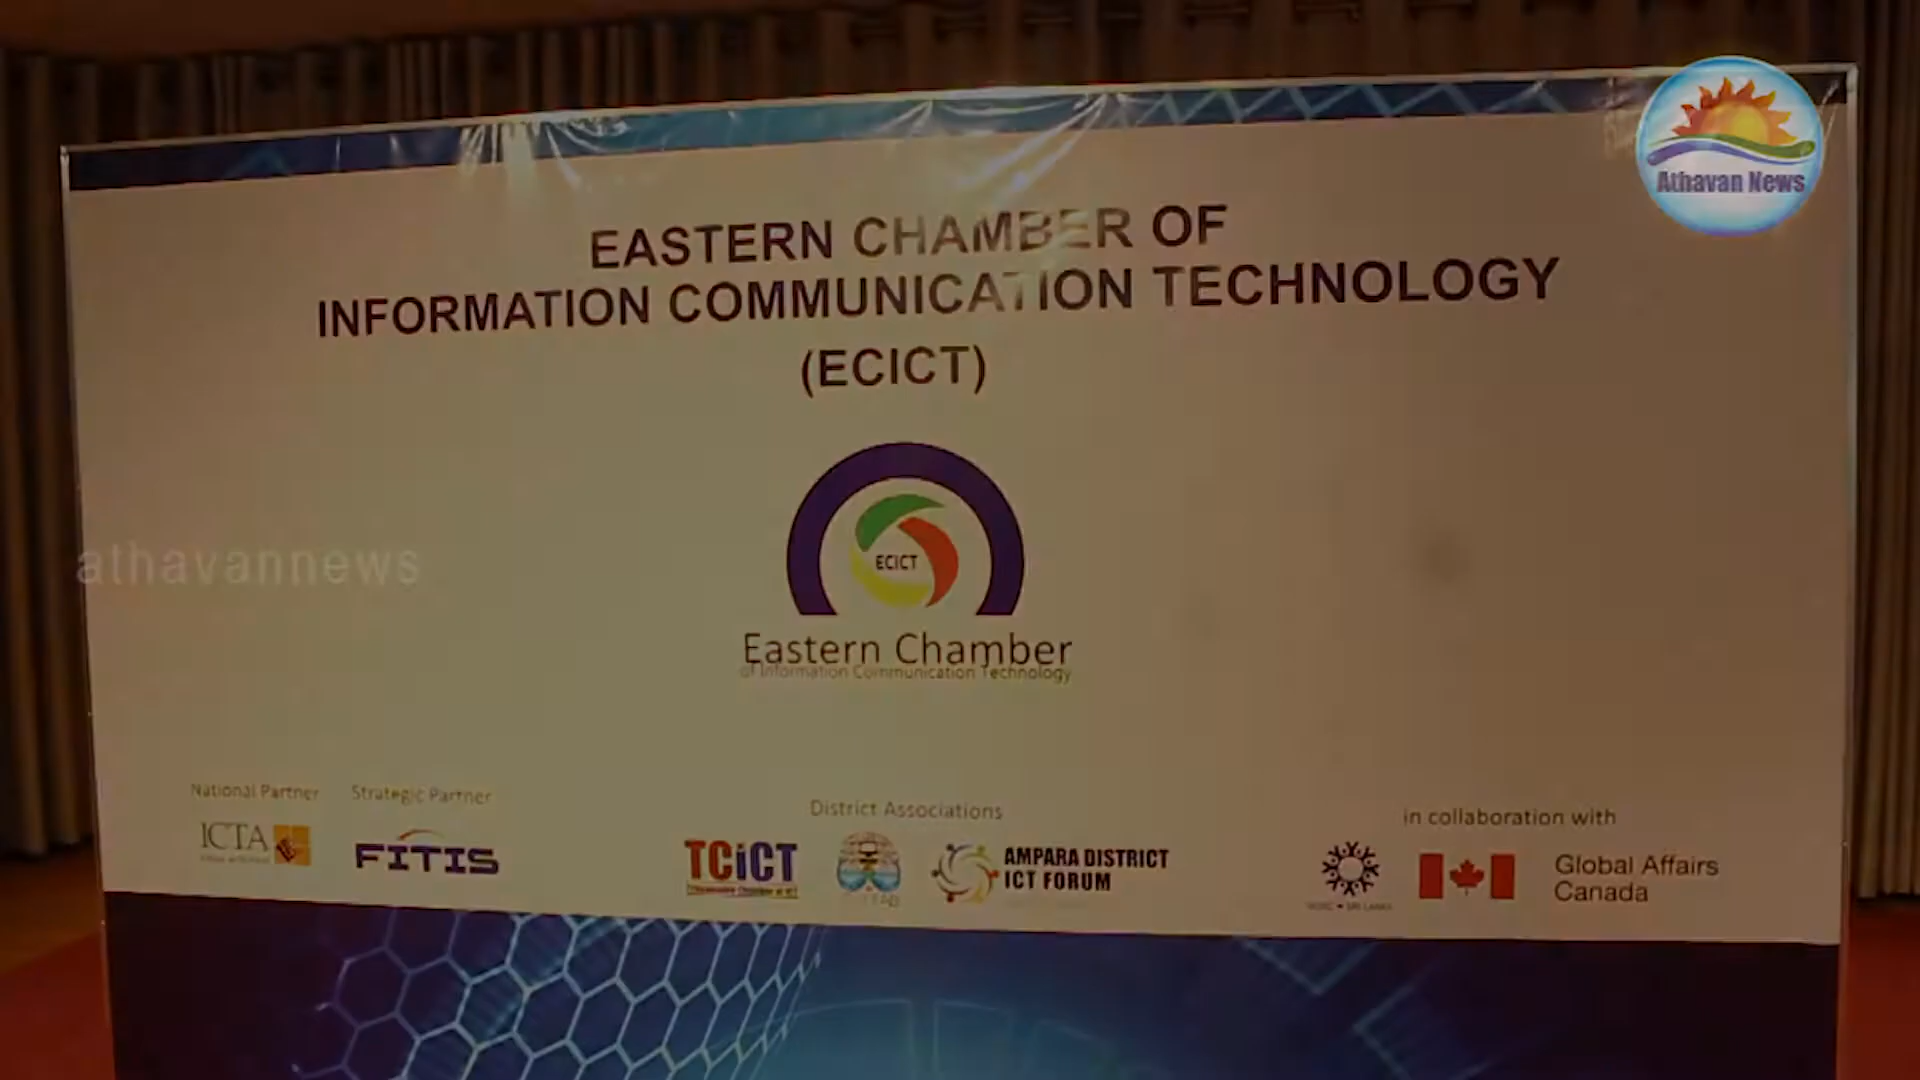 Athavan News
EASTERN CHAMBER OF
INFORMATION COMMUNICATION TECHNOLOGY
(ECICT)
ECICT
athavannews
Eastern Chamber
of Information Communication Technology
National Partner
Strategic Partner
ICTA
FITIS
District Associations
TCiCT
AMPARA DISTRICT
ICT FORUM
in collaboration with
Global Affairs
Canada